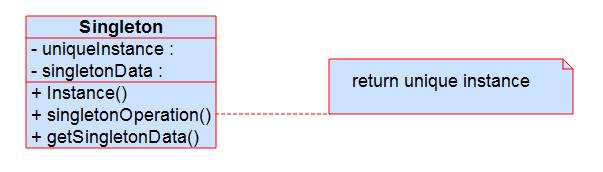 Singleton
- uniqueInstance :
- singletonData :
+ Instance()
+ singletonOperation()
+ getSingletonData()
return unique instance